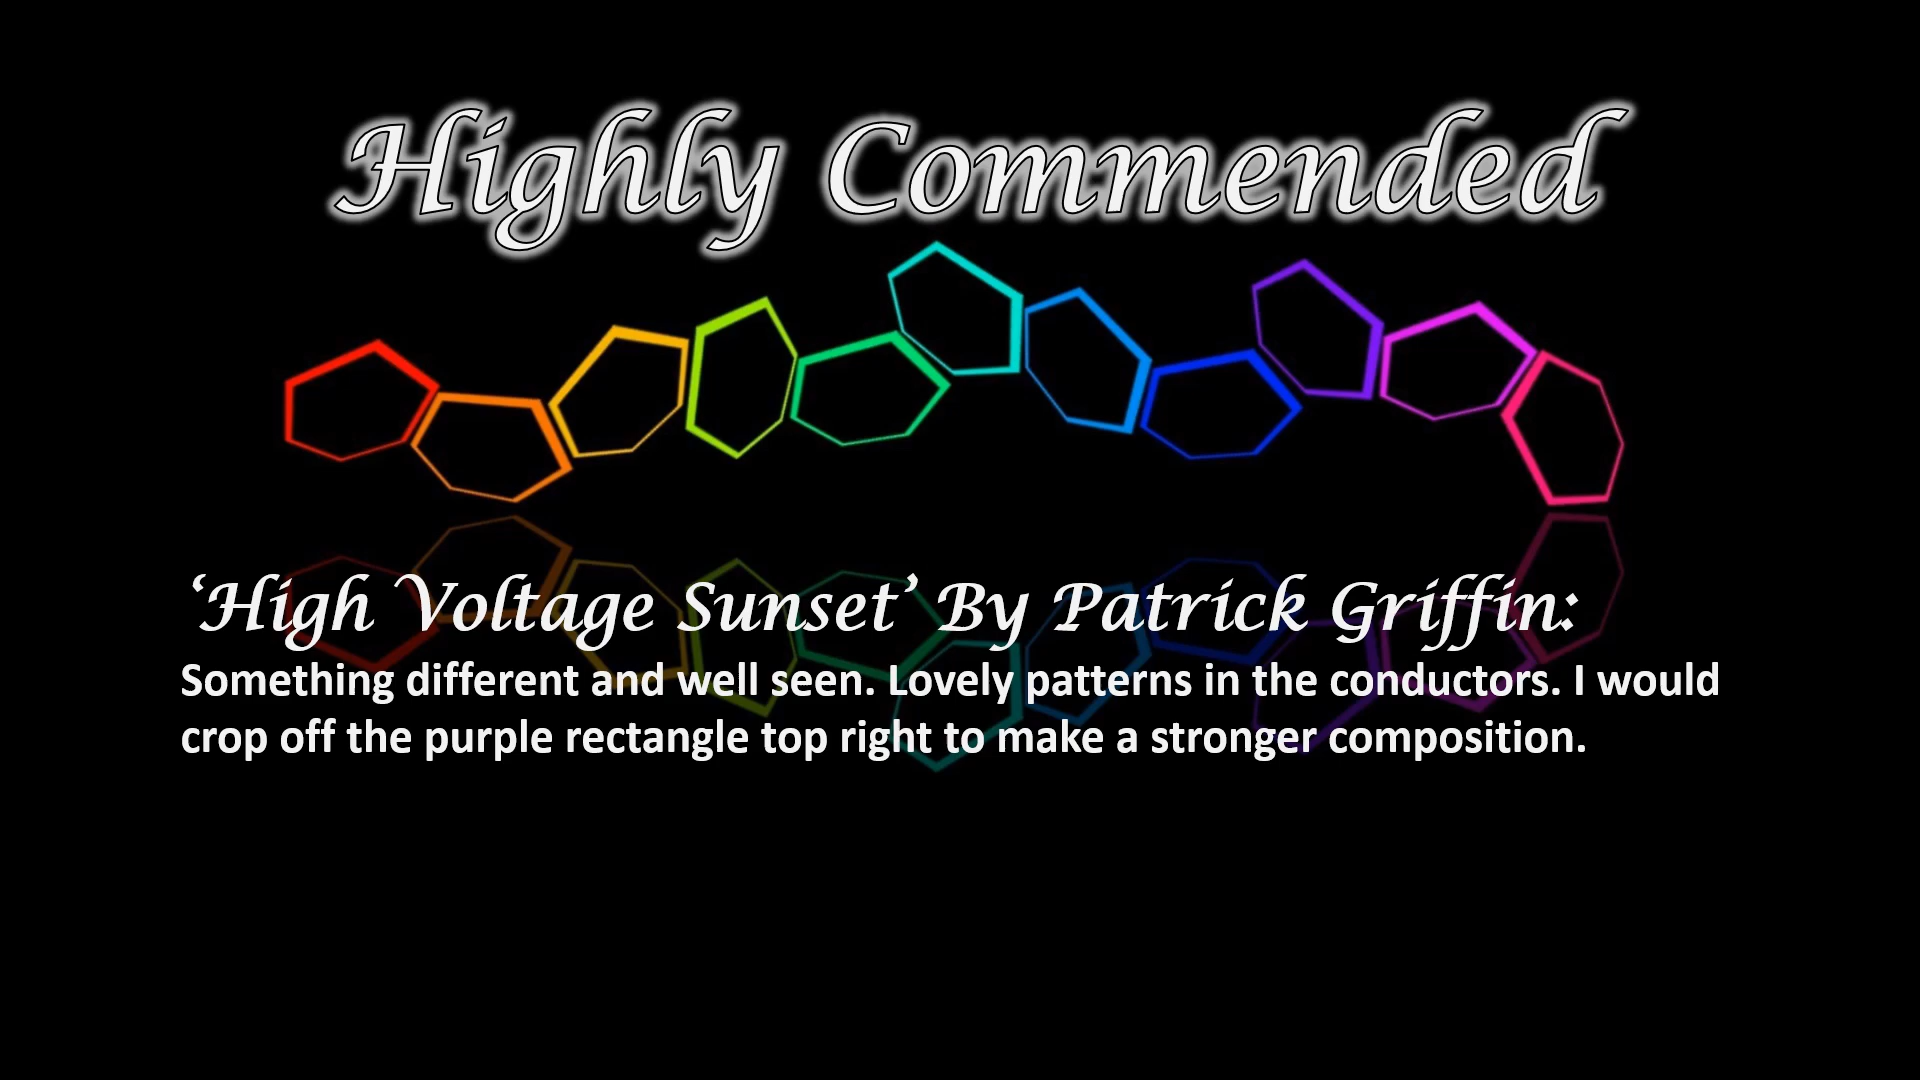 Highly Commended
‘High Voltage Sunset’ By Patrick Griffin:
Something different and well seen. Lovely patterns in the conductors. I would
crop off the purple rectangle top right to make a stronger composition.